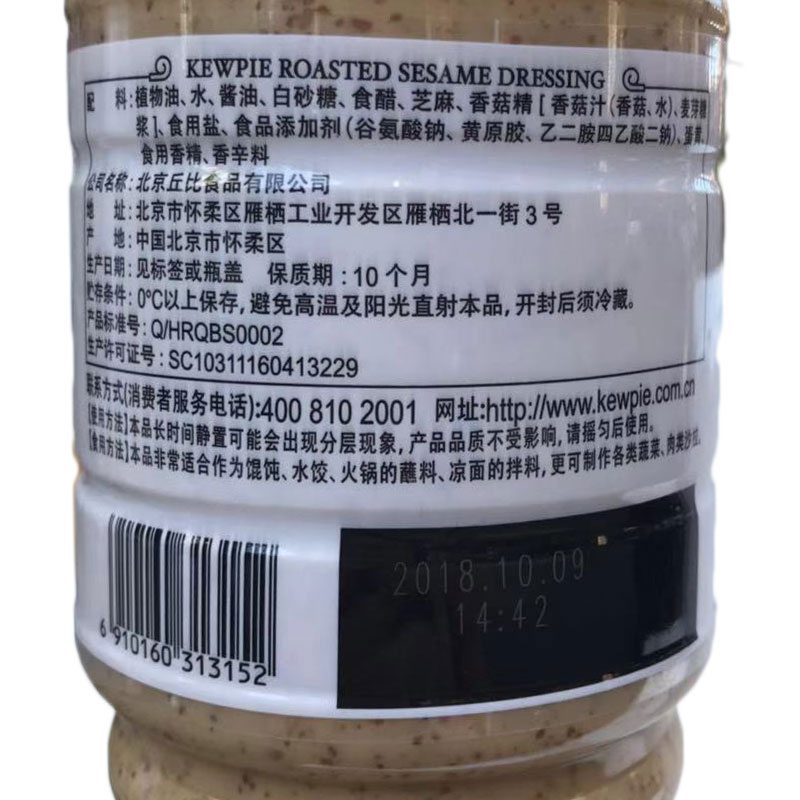 KEWPIE ROASTED SESAME DRESSING
配 料:植物油、水、酱油、白砂糖、食醋、芝麻、香菇精[香菇汁(香菇、水)、麦芽糖
浆]、食用盐、食品添加剂(谷氨酸钠、黄原胶、乙二胺四乙酸二钠)、蛋黄、
食用香精、香辛料
公司名称:北京丘比食品有限公司
地 址:北京市怀柔区雁栖工业开发区雁栖北一街3号
产 地:中国北京市怀柔区
生产日期:见标签或瓶盖 保质期:10个月
贮存条件:0℃以上保存,避免高温及阳光直射本品,开封后须冷藏。
产品标准号:Q/HRQBS0002
生产许可证号:SC10311160413229
联系方式(消费者服务电话):400 810 2001 网址:http://www.kewpie.com.cn
【使用方法】本品长时间静置可能会出现分层现象,产品品质不受影响,请摇匀后使用。
【食用方法】本品非常适合作为馄饨、水饺、火锅的蘸料、凉面的拌料,更可制作各类蔬菜、肉类沙拉。
2018.10.09
14:42
6 910160 313152